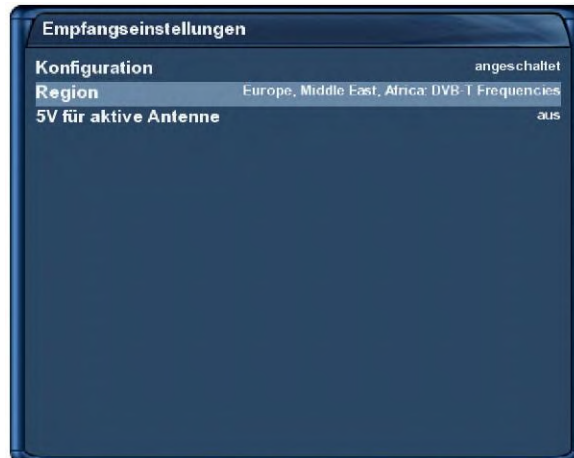 Empfangseinstellungen
Konfiguration angeschaltet
Region Europe, Middle East, Africa: DVB-T Frequencies
5V für aktive Antenne aus